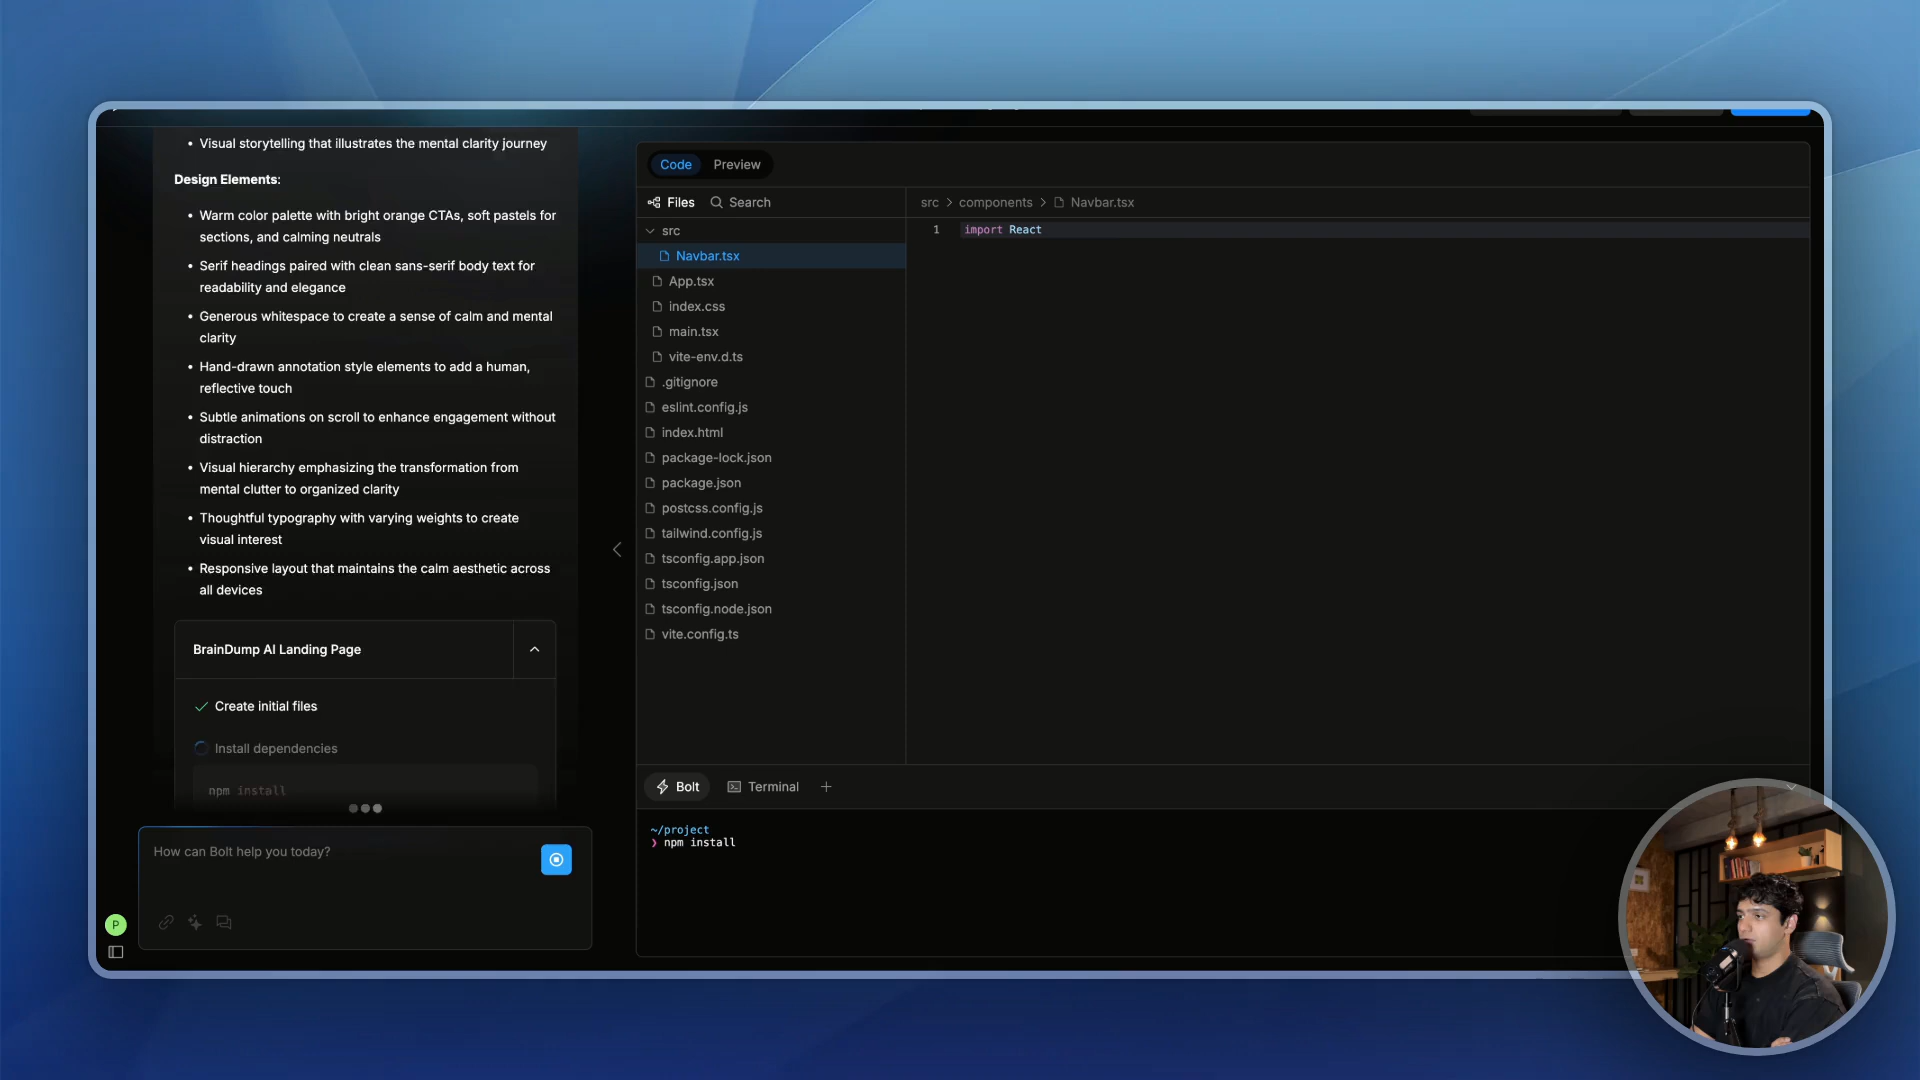 • Visual storytelling that illustrates the mental clarity journey
Design Elements:
• Warm color palette with bright orange CTAs, soft pastels for
sections, and calming neutrals
• Serif headings paired with clean sans-serif body text for
readability and elegance
• Generous whitespace to create a sense of calm and mental
clarity
• Hand-drawn annotation style elements to add a human,
reflective touch
• Subtle animations on scroll to enhance engagement without
distraction
• Visual hierarchy emphasizing the transformation from
mental clutter to organized clarity
• Thoughtful typography with varying weights to create
visual interest
• Responsive layout that maintains the calm aesthetic across
all devices
BrainDump AI Landing Page
Create initial files
Install dependencies
npm install
How can Bolt help you today?
P
Code Preview
Files Search
src
Navbar.tsx
App.tsx
index.css
main.tsx
vite-env.d.ts
.gitignore
eslint.config.js
index.html
package-lock.json
package.json
postcss.config.js
tailwind.config.js
tsconfig.app.json
tsconfig.json
tsconfig.node.json
vite.config.ts
src > components > Navbar.tsx
1 import React
Bolt Terminal +
~/project
❯ npm install